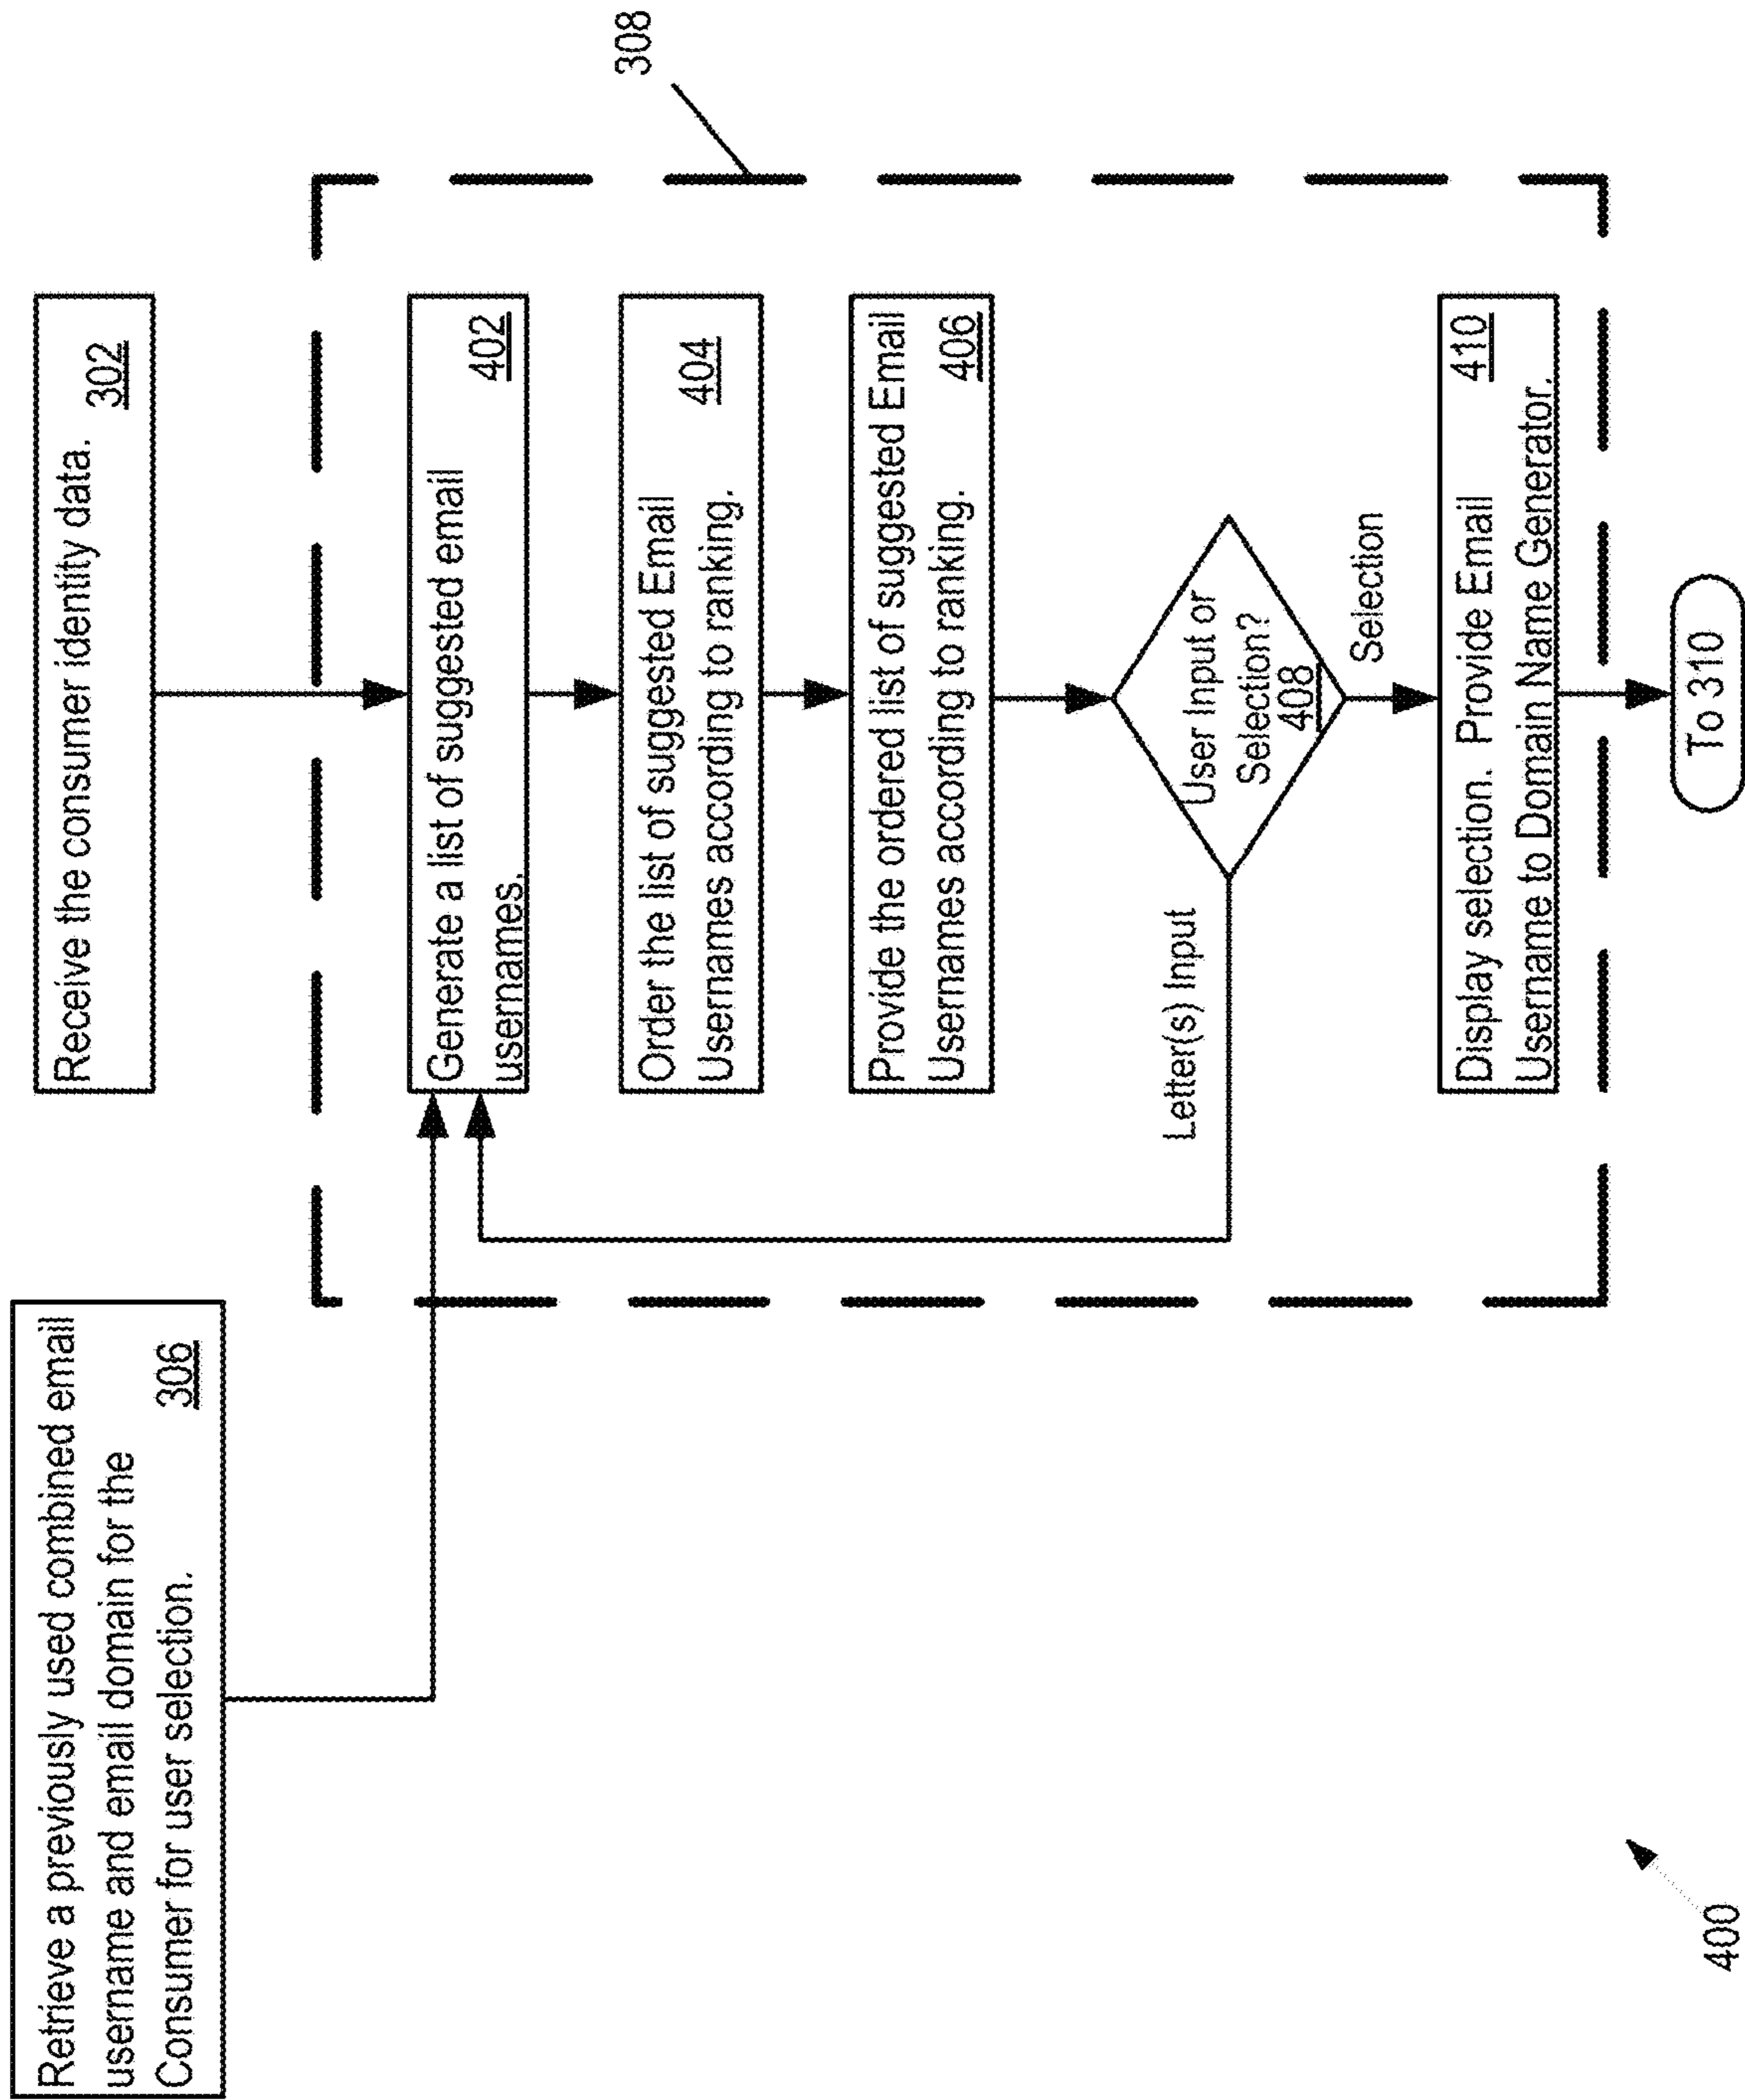 Retrieve a previously used combined email
username and email domain for the
Consumer for user selection.
306
Receive the consumer identity data.
302
308
Generate a list of suggested email
usernames.
402
Order the list of suggested Email
Usernames according to ranking.
404
Provide the ordered list of suggested Email
Usernames according to ranking.
406
User Input or
Selection?
408
Letter(s) Input
Selection
Display selection. Provide Email
Username to Domain Name Generator.
410
To 310
400